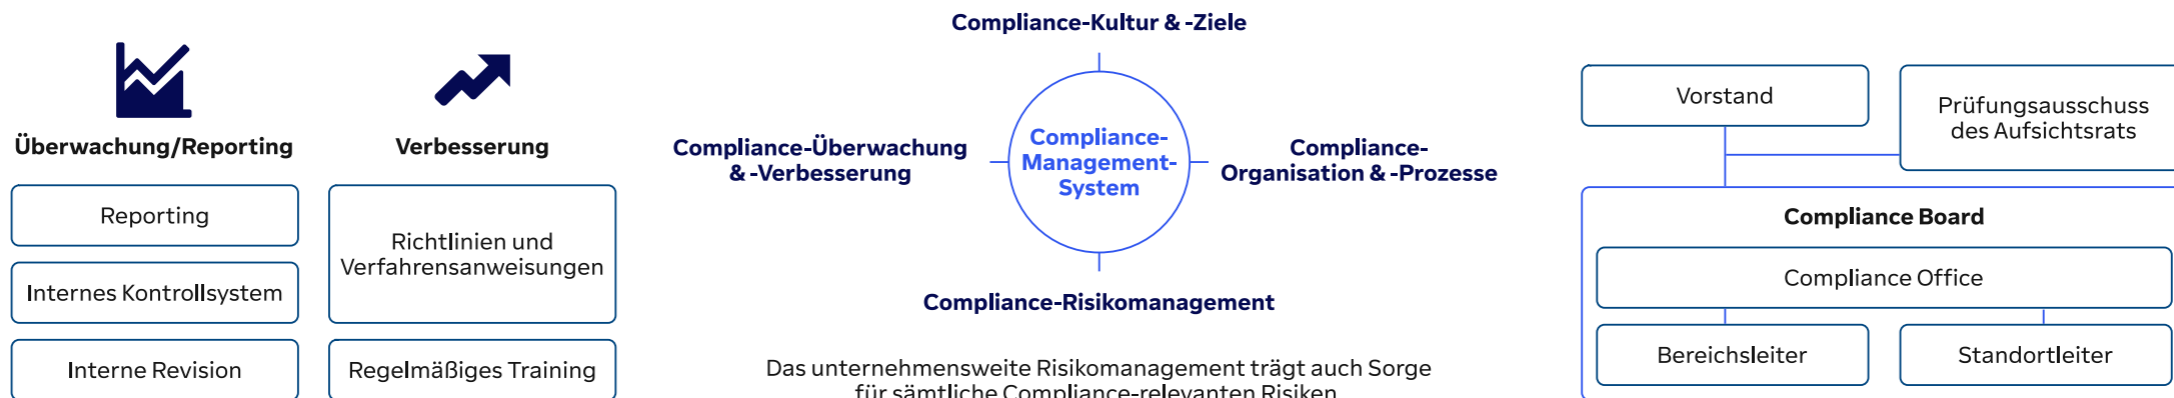 Compliance-Kultur & -Ziele
Überwachung/Reporting
Reporting
Internes Kontrollsystem
Interne Revision
Verbesserung
Richtlinien und
Verfahrensanweisungen
Regelmäßiges Training
Compliance-Überwachung
& -Verbesserung
Compliance-
Management-
System
Compliance-
Organisation & -Prozesse
Compliance-Risikomanagement
Das unternehmensweite Risikomanagement trägt auch Sorge
für sämtliche Compliance-relevanten Risiken
Vorstand
Prüfungsausschuss
des Aufsichtsrats
Compliance Board
Compliance Office
Bereichsleiter
Standortleiter